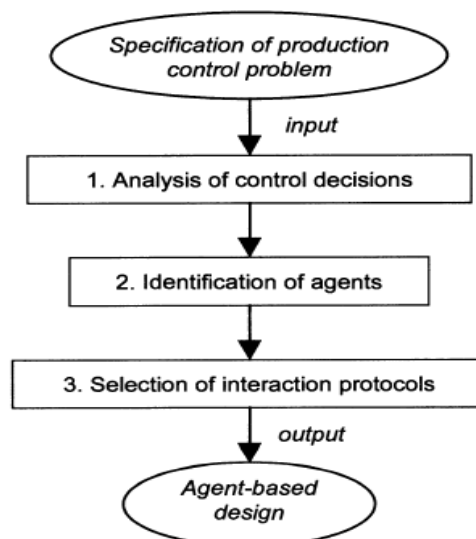 Specification of production
control problem
input
1. Analysis of control decisions
2. Identification of agents
3. Selection of interaction protocols
output
Agent-based
design